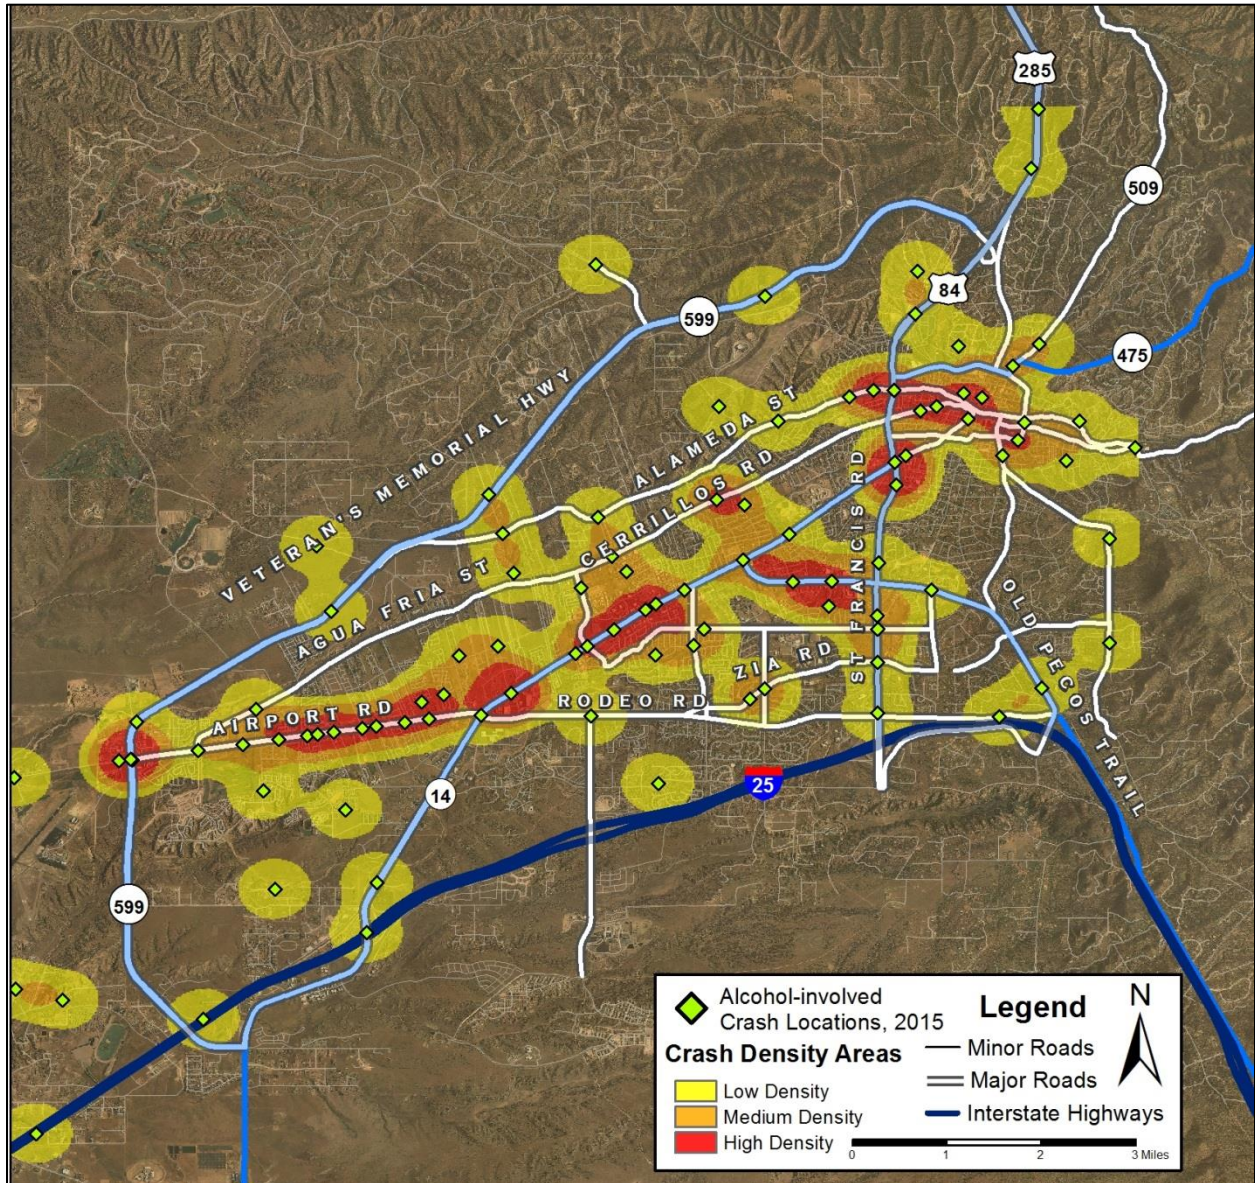 285
509
84
599
475
VETERAN'S MEMORIAL HWY
ALAMEDA ST
CERRILLOS RD
AGUA FRIA ST
ST FRANCIS RD
OLD PECOS TRAIL
ZIA RD
RODEO RD
AIRPORT RD
25
14
599
Legend
N
Alcohol-involved
Crash Locations, 2015
Crash Density Areas
Low Density
Medium Density
High Density
Minor Roads
Major Roads
Interstate Highways
0 1 2 3 Miles